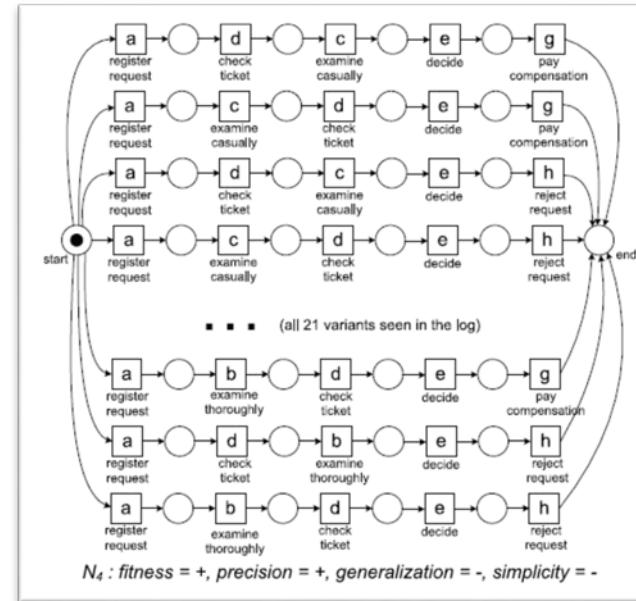 a d c e g
register request check ticket examine casually decide pay compensation
a c d e g
register request examine casually check ticket decide pay compensation
a d c e h
register request check ticket examine casually decide reject request
start a c d e h end
register request examine casually check ticket decide reject request
(all 21 variants seen in the log)
a b d e g
register request examine thoroughly check ticket decide pay compensation
a d b e h
register request check ticket examine thoroughly decide reject request
a b d e h
register request examine thoroughly check ticket decide reject request
N4 : fitness = +, precision = +, generalization = -, simplicity = -